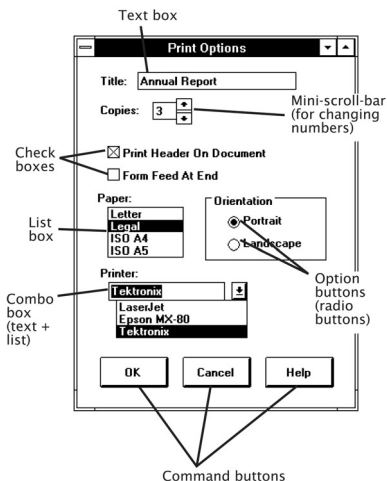 Text box
Print Options
Title: Annual Report
Copies: 3
Mini-scroll-bar
(for changing
numbers)
Check
boxes
Print Header On Document
Form Feed At End
Paper:
Letter
Legal
ISO A4
ISO A5
List
box
Orientation
Portrait
Landscape
Option
buttons
(radio
buttons)
Printer:
Tektronix
LaserJet
Epson MX-80
Tektronix
Combo
box
(text +
list)
OK Cancel Help
Command buttons